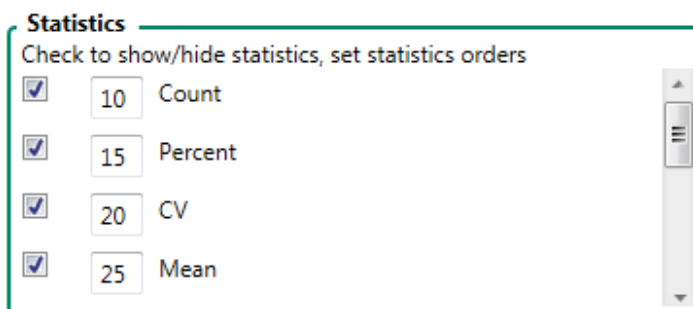 Statistics
Check to show/hide statistics, set statistics orders
10 Count
15 Percent
20 CV
25 Mean